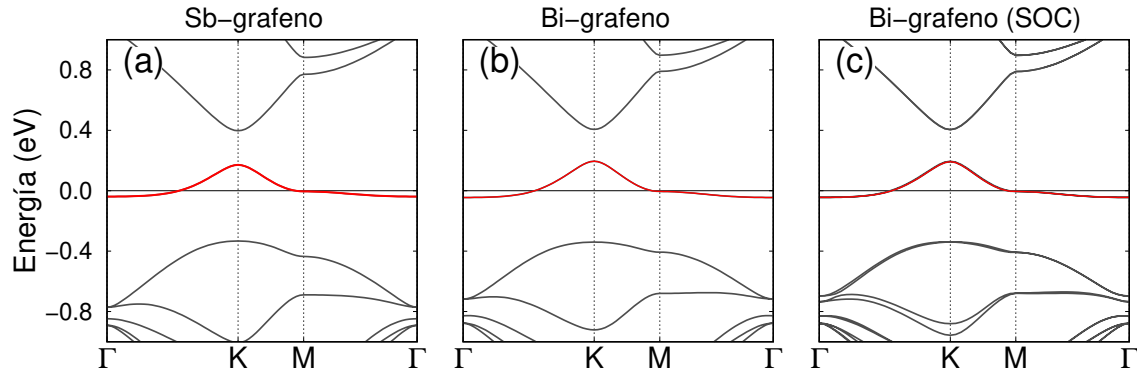 Sb−grafeno
Bi−grafeno
Bi−grafeno (SOC)
(a)
(b)
(c)
Energía (eV)
0.8
0.4
0.0
−0.4
−0.8
Γ K M Γ
Γ K M Γ
Γ K M Γ